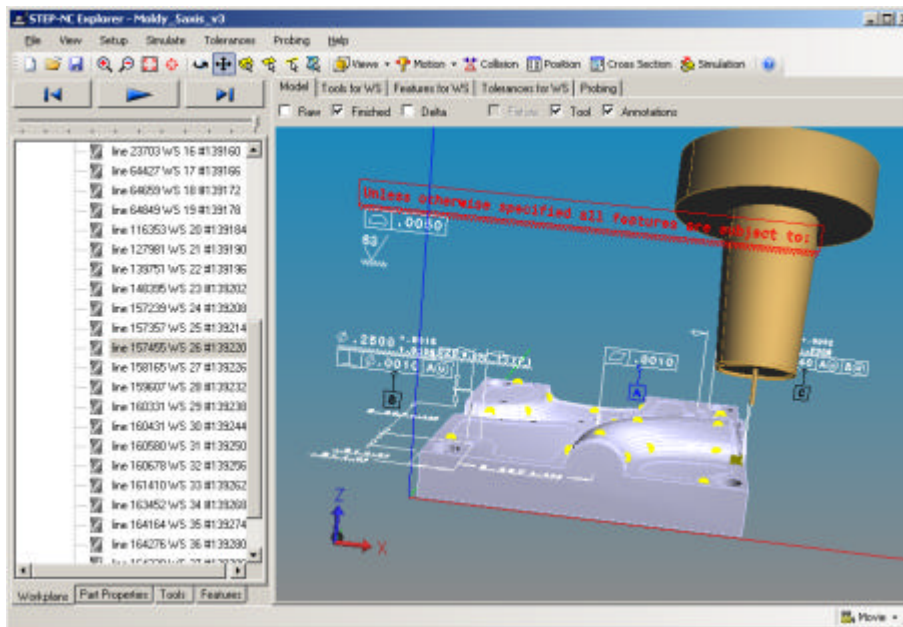 STEP-NC Explorer - Moldy_5axis_v3
File View Setup Simulate Tolerances Probing Help
Views Motion Collision Position Cross Section Simulation
Model Tools for WS Features for WS Tolerances for WS Probing
Raw Finished Delta Tool Annotations
line 23703 WS 16 #139160
line 64427 WS 17 #139166
line 64659 WS 18 #139172
line 64849 WS 19 #139178
line 116353 WS 20 #139184
line 127981 WS 21 #139190
line 139751 WS 22 #139196
line 148395 WS 23 #139202
line 157239 WS 24 #139208
line 157357 WS 25 #139214
line 157455 WS 26 #139220
line 158165 WS 27 #139226
line 159607 WS 28 #139232
line 160331 WS 29 #139238
line 160431 WS 30 #139244
line 160580 WS 31 #139250
line 160678 WS 32 #139256
line 161410 WS 33 #139262
line 163452 WS 34 #139268
line 164164 WS 35 #139274
line 164276 WS 36 #139280
Unless otherwise specified all features are subject to:
.0050
63
.2500
.0010
.0010
A
B
C
Z
X
Workplans Part Properties Tools Features
Movie